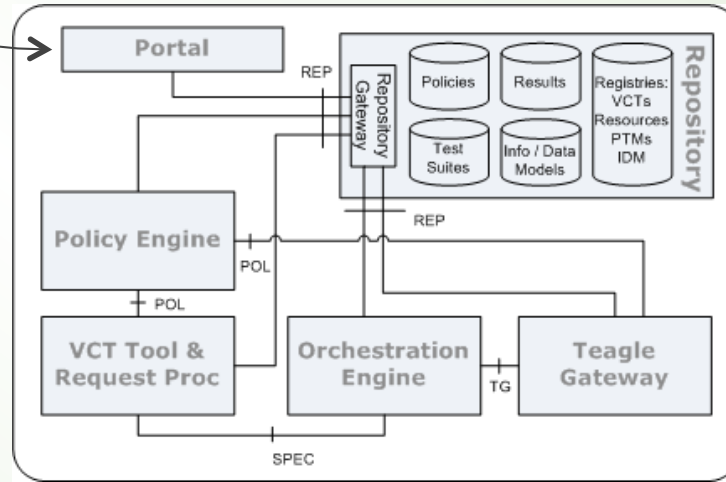 Portal
REP
Repository
Gateway
Policies
Results
Registries:
VCTs
Resources
PTMs
IDM
Test
Suites
Info / Data
Models
Repository
REP
Policy Engine
POL
POL
VCT Tool &
Request Proc
Orchestration
Engine
TG
Teagle
Gateway
SPEC